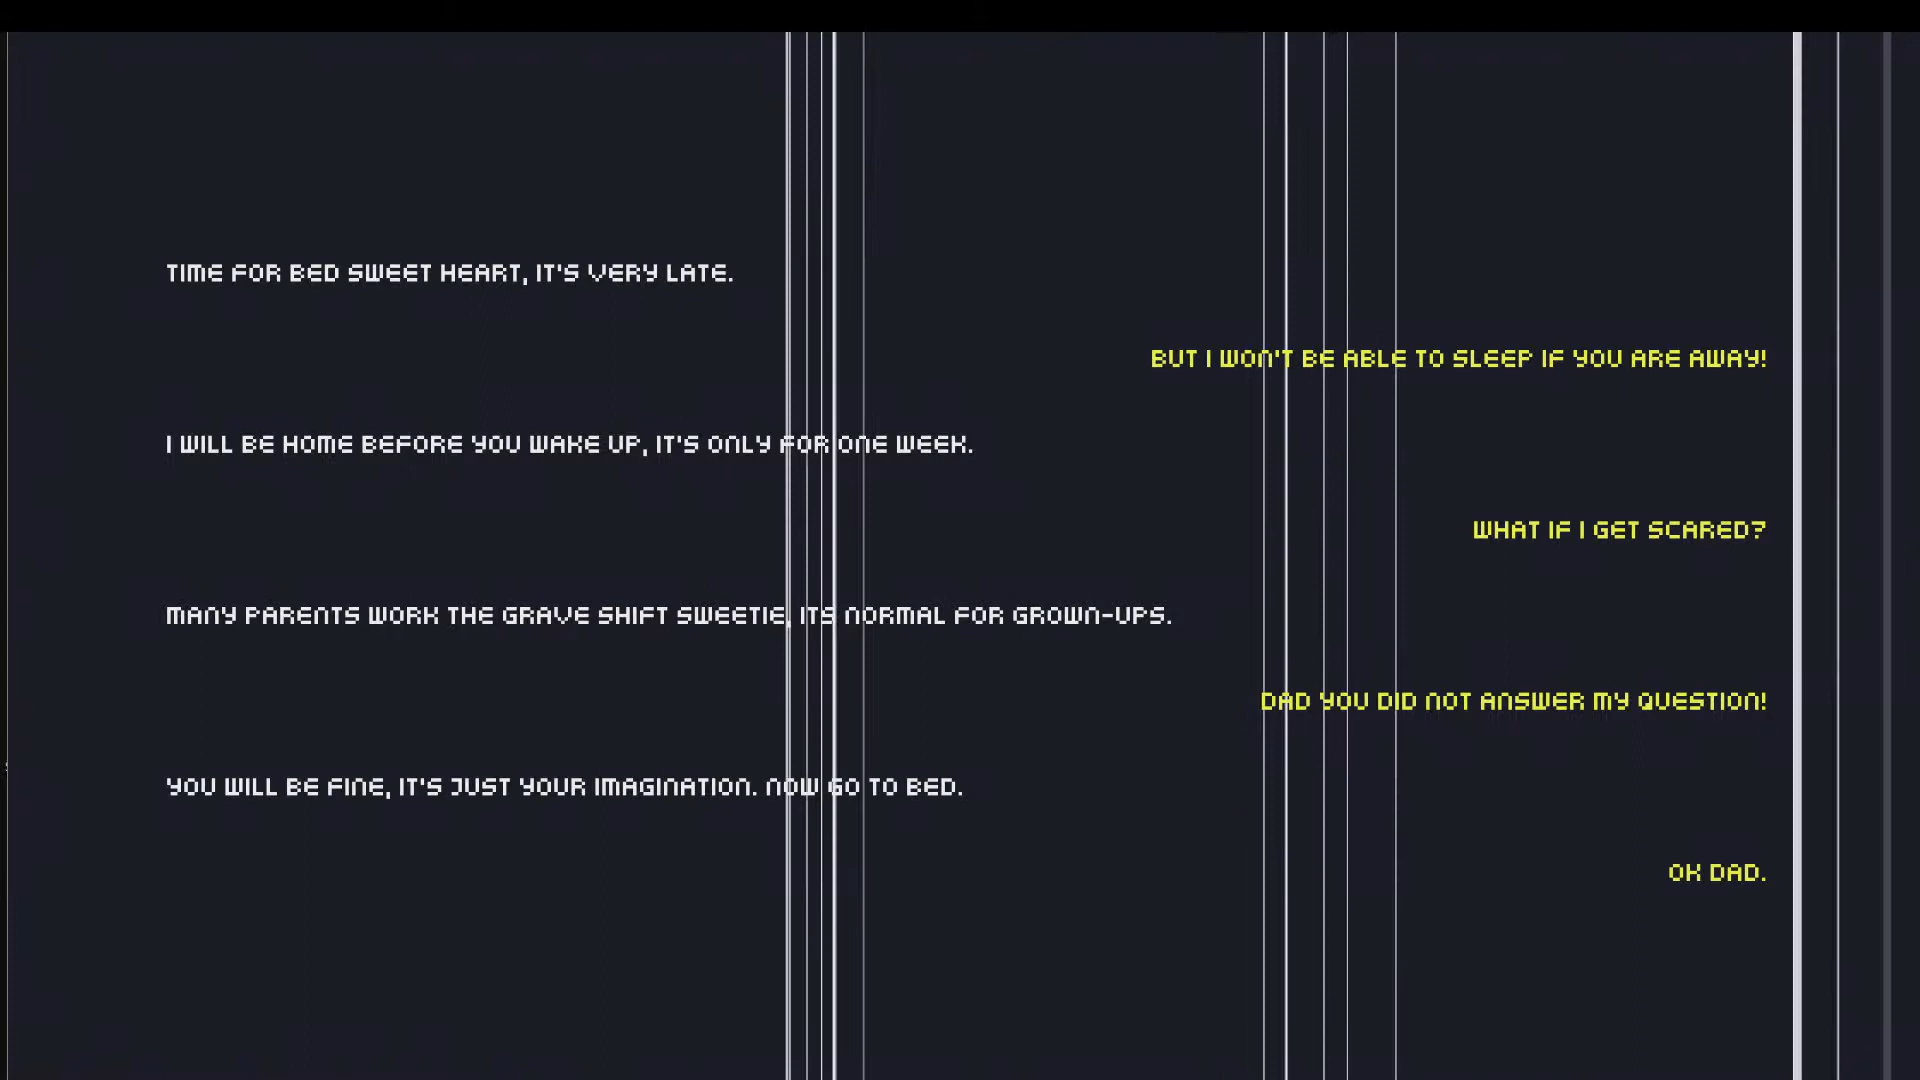 TIME FOR BED SWEET HEART, IT'S VERY LATE.
BUT I WON'T BE ABLE TO SLEEP IF YOU ARE AWAY!
I WILL BE HOME BEFORE YOU WAKE UP, IT'S ONLY FOR ONE WEEK.
WHAT IF I GET SCARED?
MANY PARENTS WORK THE GRAVE SHIFT SWEETIE, ITS NORMAL FOR GROWN-UPS.
DAD YOU DID NOT ANSWER MY QUESTION!
YOU WILL BE FINE, IT'S JUST YOUR IMAGINATION. NOW GO TO BED.
OK DAD.